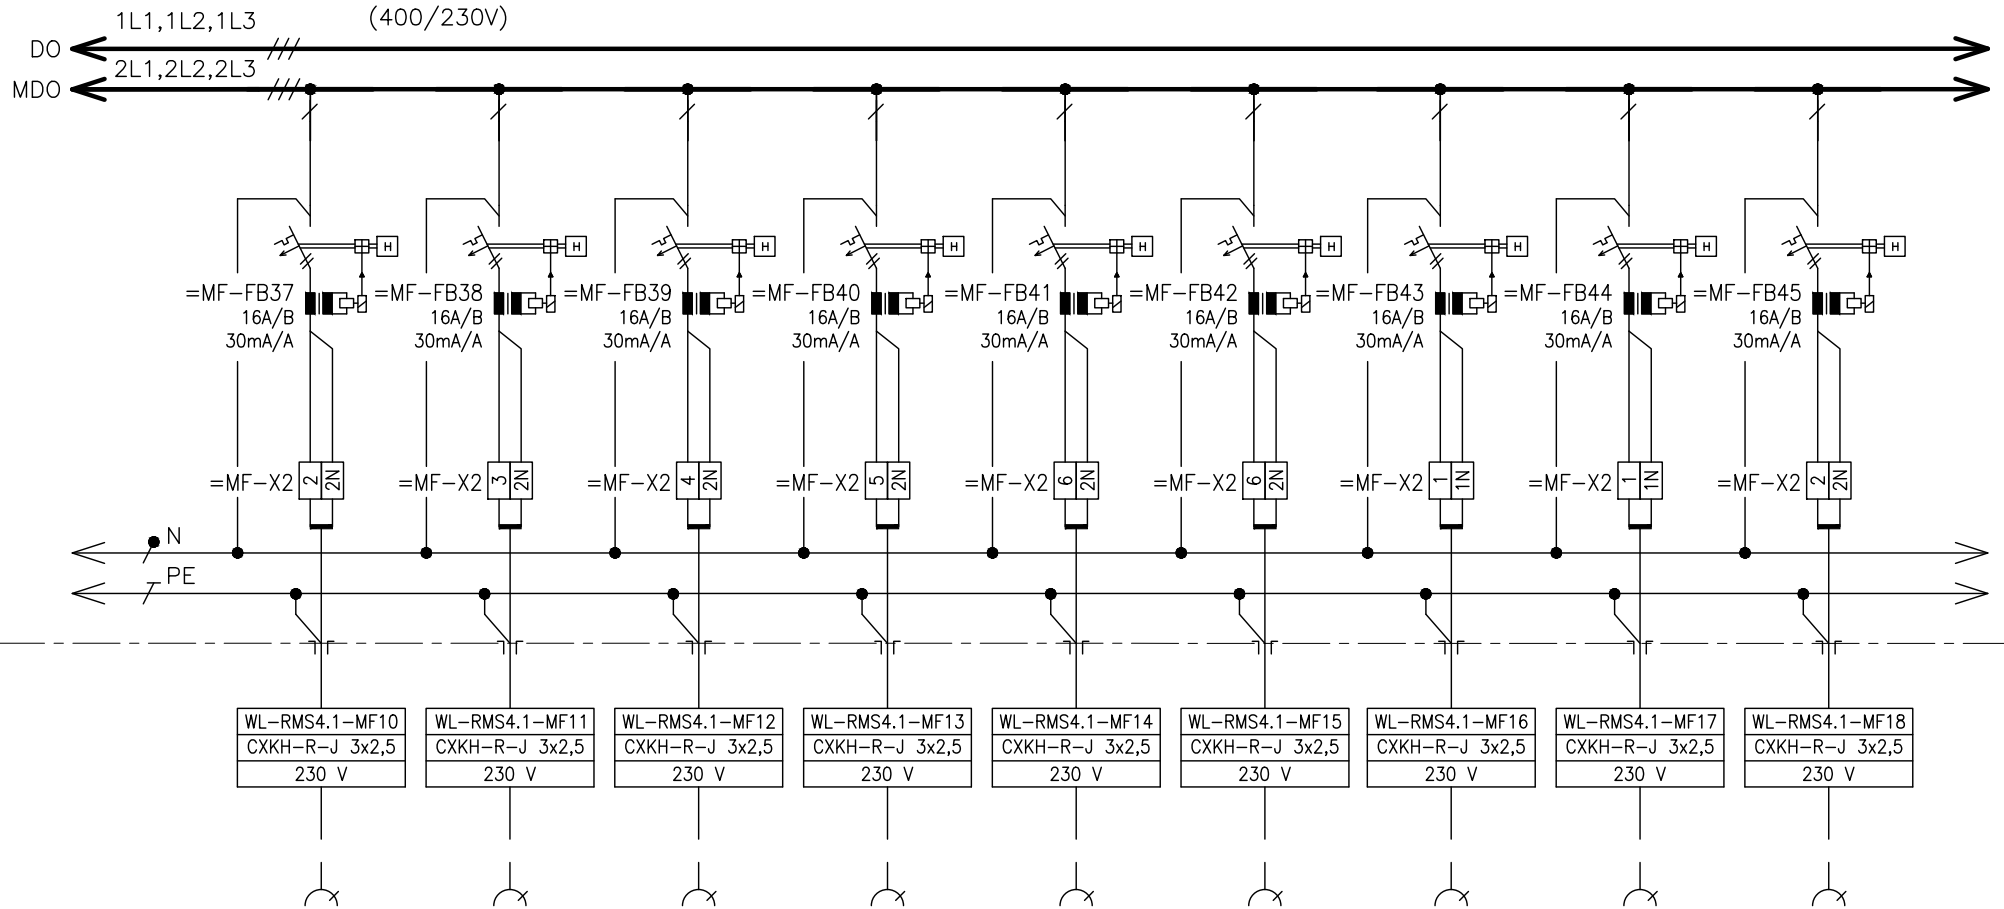 1L1,1L2,1L3 (400/230V)
DO
2L1,2L2,2L3
MDO
H H H H H H H H H
=MF-FB37 =MF-FB38 =MF-FB39 =MF-FB40 =MF-FB41 =MF-FB42 =MF-FB43 =MF-FB44 =MF-FB45
16A/B 16A/B 16A/B 16A/B 16A/B 16A/B 16A/B 16A/B 16A/B
30mA/A 30mA/A 30mA/A 30mA/A 30mA/A 30mA/A 30mA/A 30mA/A 30mA/A
=MF-X2 2 2N =MF-X2 3 2N =MF-X2 4 2N =MF-X2 5 2N =MF-X2 6 2N =MF-X2 6 2N =MF-X2 1 1N =MF-X2 1 1N =MF-X2 2 2N
N
PE
WL-RMS4.1-MF10 WL-RMS4.1-MF11 WL-RMS4.1-MF12 WL-RMS4.1-MF13 WL-RMS4.1-MF14 WL-RMS4.1-MF15 WL-RMS4.1-MF16 WL-RMS4.1-MF17 WL-RMS4.1-MF18
CXKH-R-J 3x2,5 CXKH-R-J 3x2,5 CXKH-R-J 3x2,5 CXKH-R-J 3x2,5 CXKH-R-J 3x2,5 CXKH-R-J 3x2,5 CXKH-R-J 3x2,5 CXKH-R-J 3x2,5 CXKH-R-J 3x2,5
230 V 230 V 230 V 230 V 230 V 230 V 230 V 230 V 230 V